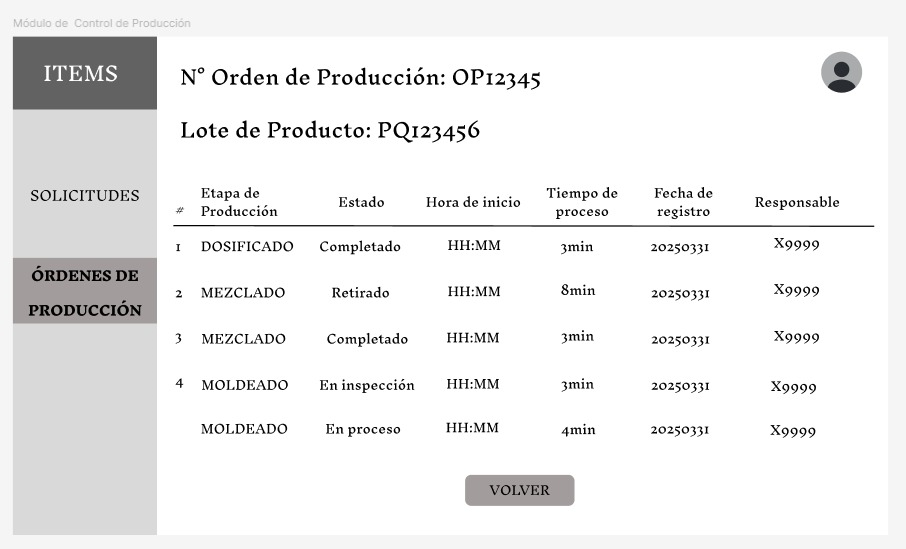 Módulo de Control de Producción
ITEMS
N° Orden de Producción: OP12345
Lote de Producto: PQ123456
SOLICITUDES
ÓRDENES DE
PRODUCCIÓN
# Etapa de Producción Estado Hora de inicio Tiempo de proceso Fecha de registro Responsable
1 DOSIFICADO Completado HH:MM 3min 20250331 X9999
2 MEZCLADO Retirado HH:MM 8min 20250331 X9999
3 MEZCLADO Completado HH:MM 3min 20250331 X9999
4 MOLDEADO En inspección HH:MM 3min 20250331 X9999
MOLDEADO En proceso HH:MM 4min 20250331 X9999
VOLVER